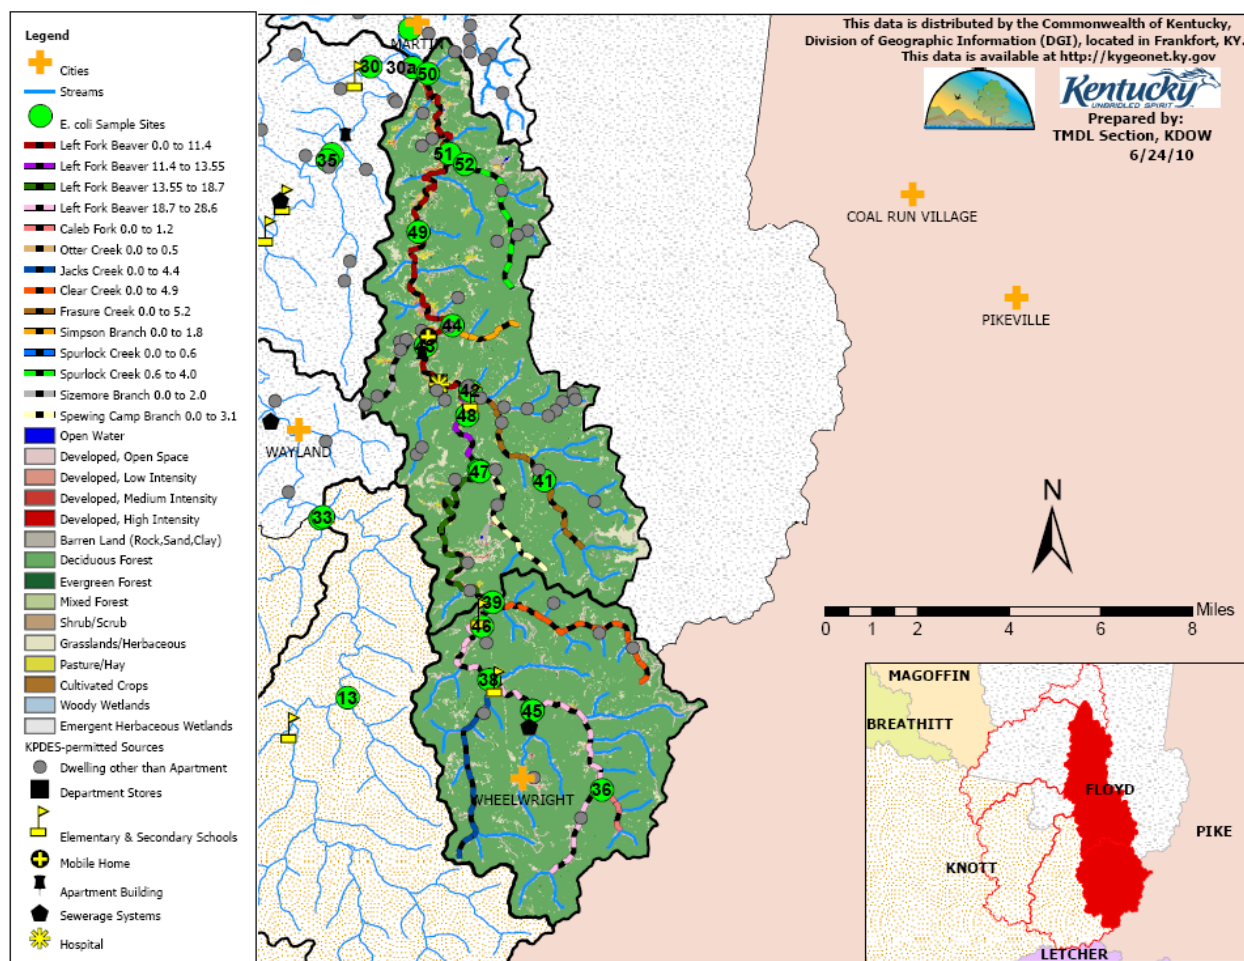 Legend
Cities
Streams
E. coli Sample Sites
Left Fork Beaver 0.0 to 11.4
Left Fork Beaver 11.4 to 13.55
Left Fork Beaver 13.55 to 18.7
Left Fork Beaver 18.7 to 28.6
Caleb Fork 0.0 to 1.2
Otter Creek 0.0 to 0.5
Jacks Creek 0.0 to 4.4
Clear Creek 0.0 to 4.9
Frasure Creek 0.0 to 5.2
Simpson Branch 0.0 to 1.8
Spurlock Creek 0.0 to 0.6
Spurlock Creek 0.6 to 4.0
Sizemore Branch 0.0 to 2.0
Spewing Camp Branch 0.0 to 3.1
Open Water
Developed, Open Space
Developed, Low Intensity
Developed, Medium Intensity
Developed, High Intensity
Barren Land (Rock,Sand,Clay)
Deciduous Forest
Evergreen Forest
Mixed Forest
Shrub/Scrub
Grasslands/Herbaceous
Pasture/Hay
Cultivated Crops
Woody Wetlands
Emergent Herbaceous Wetlands
KPDES-permitted Sources
Dwelling other than Apartment
Department Stores
Elementary & Secondary Schools
Mobile Home
Apartment Building
Sewerage Systems
Hospital
This data is distributed by the Commonwealth of Kentucky,
Division of Geographic Information (DGI), located in Frankfort, KY.
This data is available at http://kygeonet.ky.gov
Kentucky
UNBRIDLED SPIRIT
Prepared by:
TMDL Section, KDOW
6/24/10
MARTIN
30
30a
50
35
51
52
49
44
42
48
WAYLAND
47
41
33
39
46
38
13
45
WHEELWRIGHT
36
COAL RUN VILLAGE
PIKEVILLE
N
Miles
0 1 2 4 6 8
MAGOFFIN
BREATHITT
FLOYD
PIKE
KNOTT
LETCHER